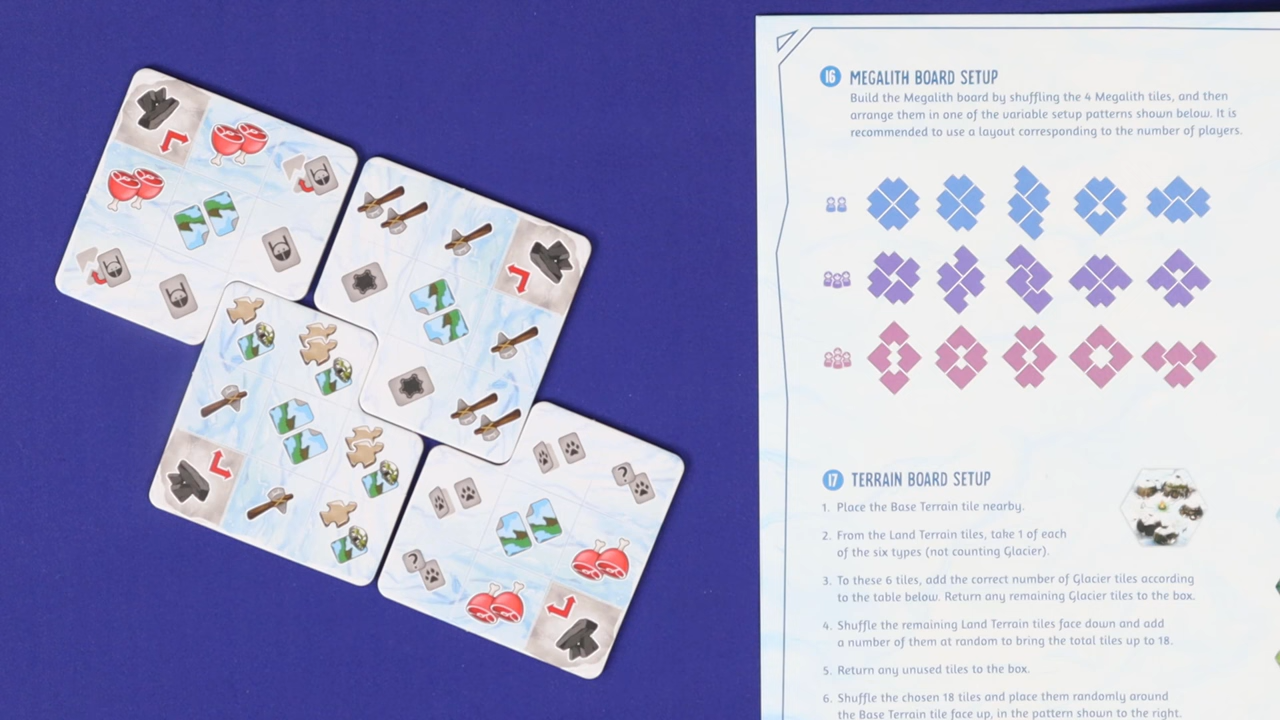 16 MEGALITH BOARD SETUP
Build the Megalith board by shuffling the 4 Megalith tiles, and then
arrange them in one of the variable setup patterns shown below. It is
recommended to use a layout corresponding to the number of players.
17 TERRAIN BOARD SETUP
1. Place the Base Terrain tile nearby.
2. From the Land Terrain tiles, take 1 of each
of the six types (not counting Glacier).
3. To these 6 tiles, add the correct number of Glacier tiles according
to the table below. Return any remaining Glacier tiles to the box.
4. Shuffle the remaining Land Terrain tiles face down and add
a number of them at random to bring the total tiles up to 18.
5. Return any unused tiles to the box.
6. Shuffle the chosen 18 tiles and place them randomly around
the Base Terrain tile face up, in the pattern shown to the right.
?
?